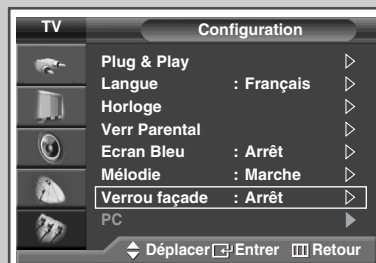 TV Configuration
Plug & Play
Langue : Français
Horloge
Verr Parental
Ecran Bleu : Arrêt
Mélodie : Marche
Verrou façade : Arrêt
PC
Déplacer Entrer Retour